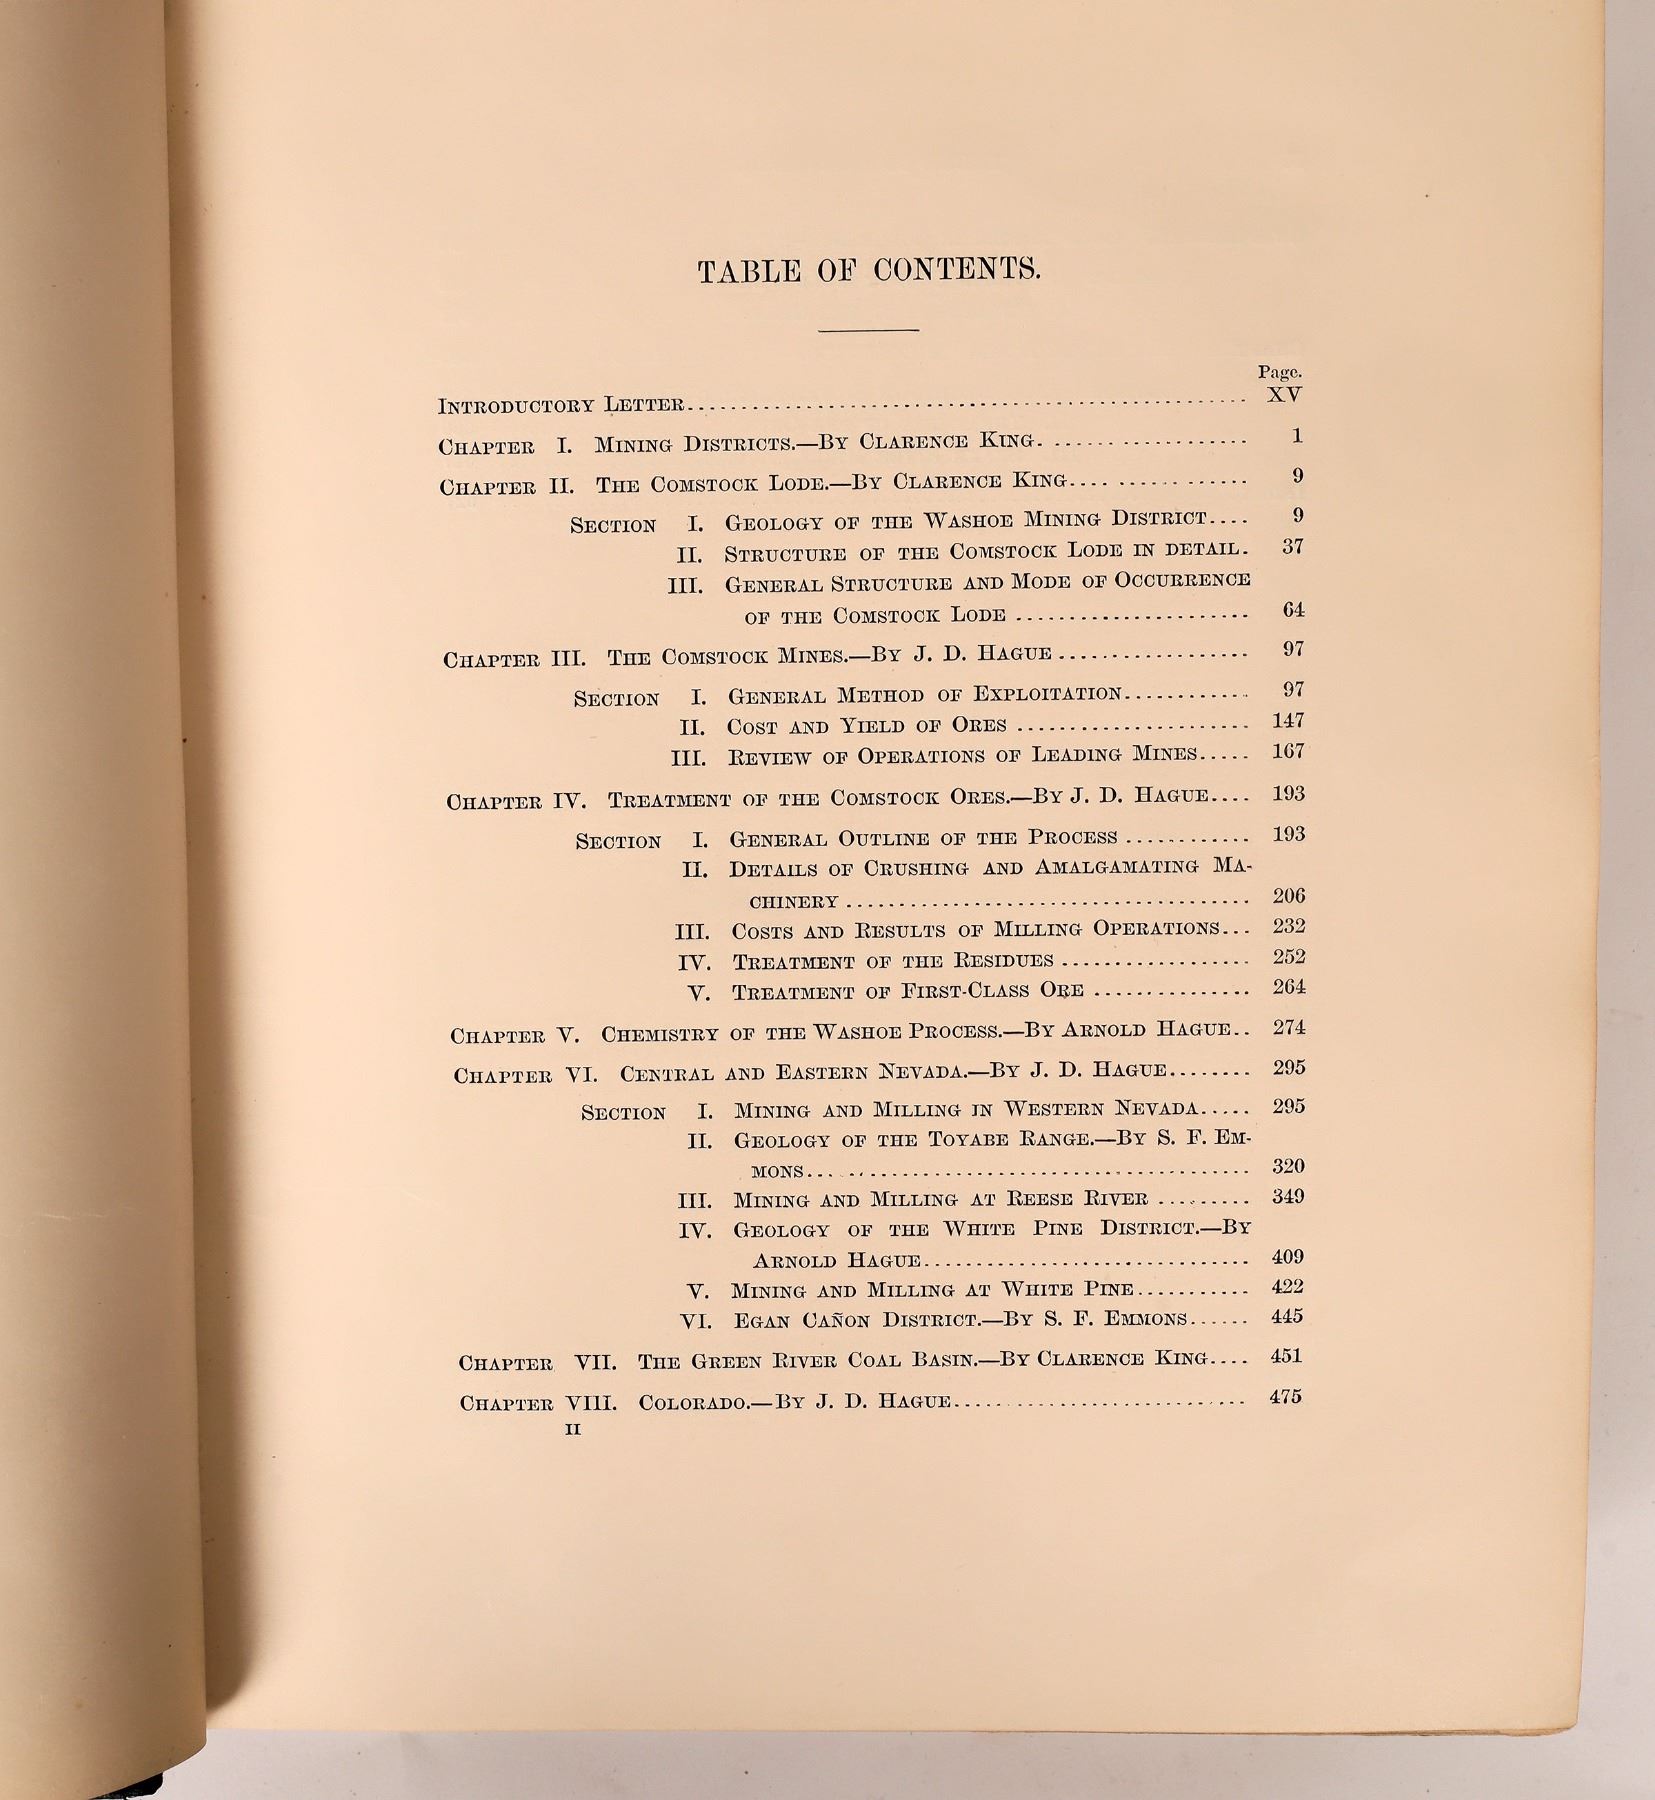 TABLE OF CONTENTS.
Page.
INTRODUCTORY LETTER........................................................ XV
CHAPTER I. MINING DISTRICTS.—BY CLARENCE KING. .................. 1
CHAPTER II. THE COMSTOCK LODE.—BY CLARENCE KING.... ............ 9
SECTION I. GEOLOGY OF THE WASHOE MINING DISTRICT.... 9
II. STRUCTURE OF THE COMSTOCK LODE IN DETAIL. 37
III. GENERAL STRUCTURE AND MODE OF OCCURRENCE
OF THE COMSTOCK LODE ...................... 64
CHAPTER III. THE COMSTOCK MINES.—BY J. D. HAGUE .................. 97
SECTION I. GENERAL METHOD OF EXPLOITATION............ 97
II. COST AND YIELD OF ORES ...................... 147
III. REVIEW OF OPERATIONS OF LEADING MINES..... 167
CHAPTER IV. TREATMENT OF THE COMSTOCK ORES.—BY J. D. HAGUE.... 193
SECTION I. GENERAL OUTLINE OF THE PROCESS ............ 193
II. DETAILS OF CRUSHING AND AMALGAMATING MA-
CHINERY ....................................... 206
III. COSTS AND RESULTS OF MILLING OPERATIONS... 232
IV. TREATMENT OF THE RESIDUES .................. 252
V. TREATMENT OF FIRST-CLASS ORE ............... 264
CHAPTER V. CHEMISTRY OF THE WASHOE PROCESS.—BY ARNOLD HAGUE.. 274
CHAPTER VI. CENTRAL AND EASTERN NEVADA.—BY J. D. HAGUE........ 295
SECTION I. MINING AND MILLING IN WESTERN NEVADA..... 295
II. GEOLOGY OF THE TOYABE RANGE.—BY S. F. EM-
MONS.......................................... 320
III. MINING AND MILLING AT REESE RIVER ......... 349
IV. GEOLOGY OF THE WHITE PINE DISTRICT.—BY
ARNOLD HAGUE............................... 409
V. MINING AND MILLING AT WHITE PINE........... 422
VI. EGAN CAÑON DISTRICT.—BY S. F. EMMONS...... 445
CHAPTER VII. THE GREEN RIVER COAL BASIN.—BY CLARENCE KING.... 451
CHAPTER VIII. COLORADO.—BY J. D. HAGUE............................ 475
II